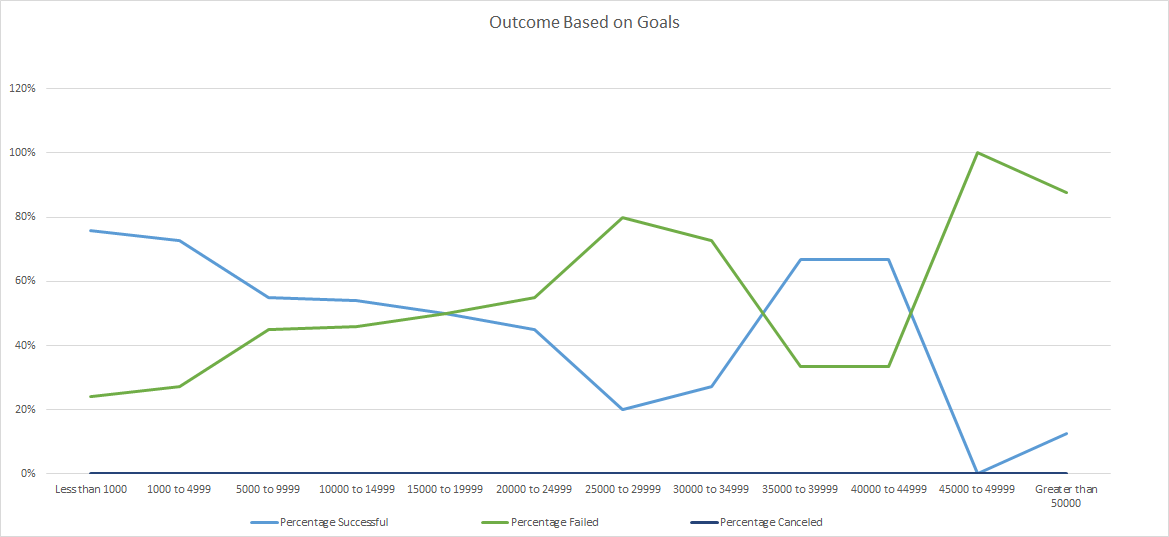 Outcome Based on Goals
120%
100%
80%
60%
40%
20%
0%
Less than 1000 1000 to 4999 5000 to 9999 10000 to 14999 15000 to 19999 20000 to 24999 25000 to 29999 30000 to 34999 35000 to 39999 40000 to 44999 45000 to 49999 Greater than
50000
Percentage Successful Percentage Failed Percentage Canceled